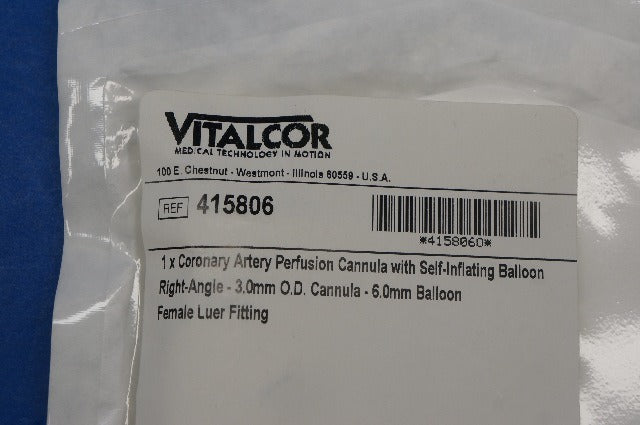 VITALCOR
MEDICAL TECHNOLOGY IN MOTION
100 E. Chestnut - Westmont - Illinois 60559 - U.S.A.
REF 415806
*4158060*
1 x Coronary Artery Perfusion Cannula with Self-Inflating Balloon
Right-Angle - 3.0mm O.D. Cannula - 6.0mm Balloon
Female Luer Fitting